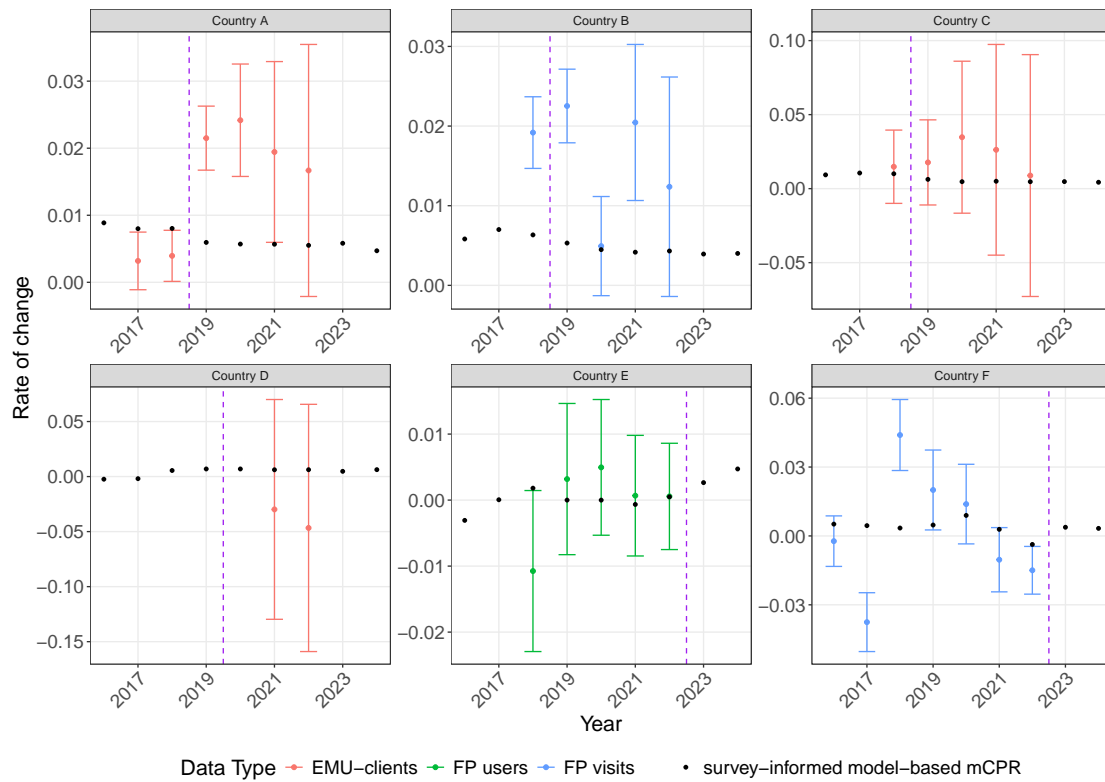 Country A Country B Country C
0.03
0.02
0.01
0.00
2017 2019 2021 2023
0.03
0.02
0.01
0.00
2017 2019 2021 2023
0.10
0.05
0.00
−0.05
2017 2019 2021 2023
Country D Country E Country F
0.05
0.00
−0.05
−0.10
−0.15
2017 2019 2021 2023
0.01
0.00
−0.01
−0.02
2017 2019 2021 2023
0.06
0.03
0.00
−0.03
2017 2019 2021 2023
Rate of change
Year
Data Type EMU−clients FP users FP visits survey−informed model−based mCPR